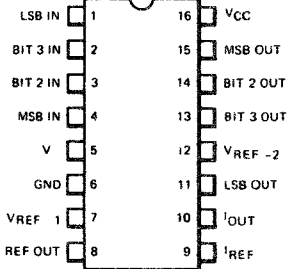 LSB IN 1 16 VCC
BIT 3 IN 2 15 MSB OUT
BIT 2 IN 3 14 BIT 2 OUT
MSB IN 4 13 BIT 3 OUT
V 5 12 VREF -2
GND 6 11 LSB OUT
VREF 1 7 10 IOUT
REF OUT 8 9 IREF